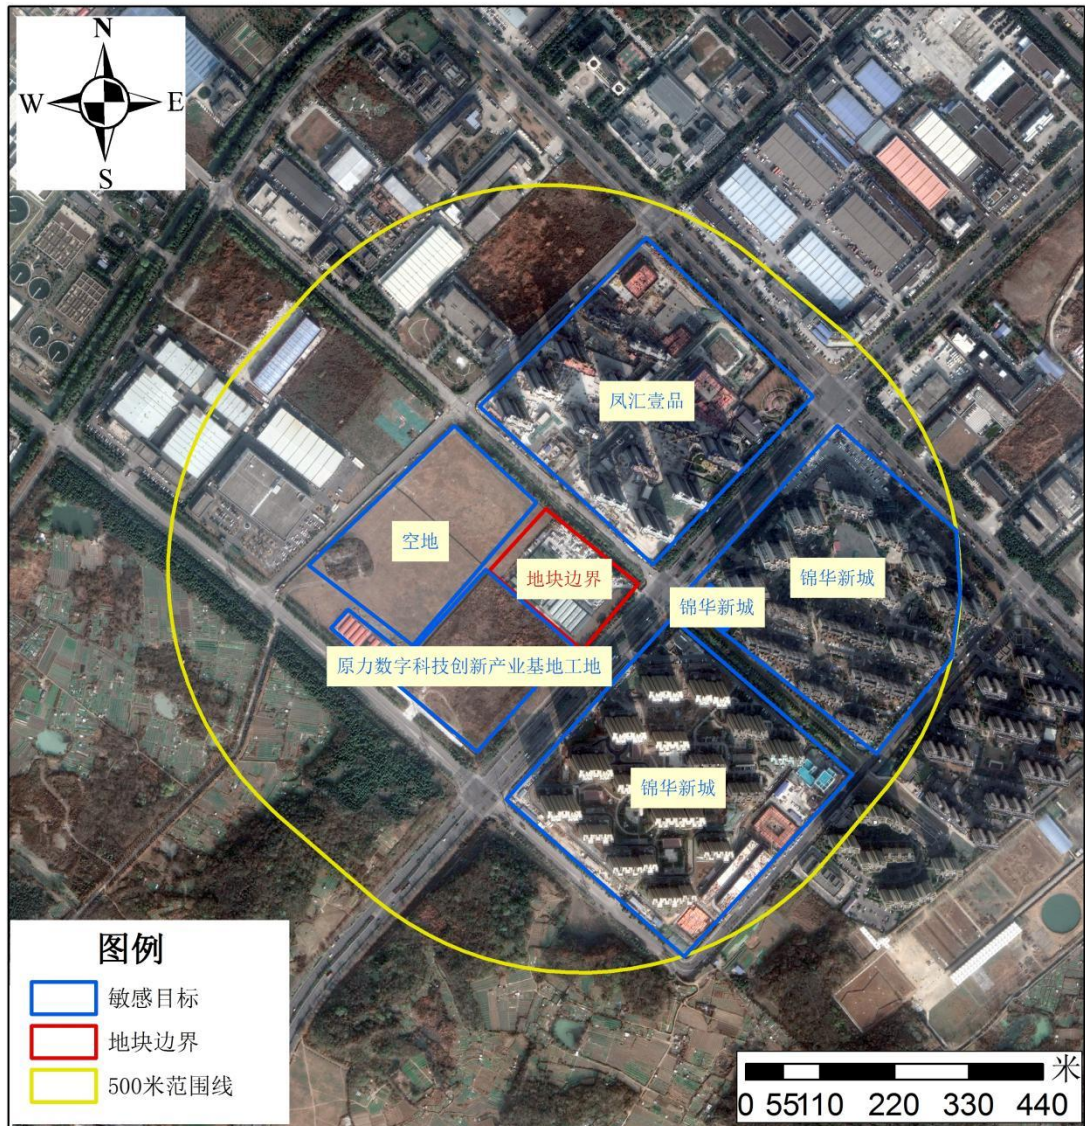 N
W E
S
凤汇壹品
空地
地块边界
锦华新城
锦华新城
原力数字科技创新产业基地工地
锦华新城
图例
敏感目标
地块边界
500米范围线
米
0 55110 220 330 440